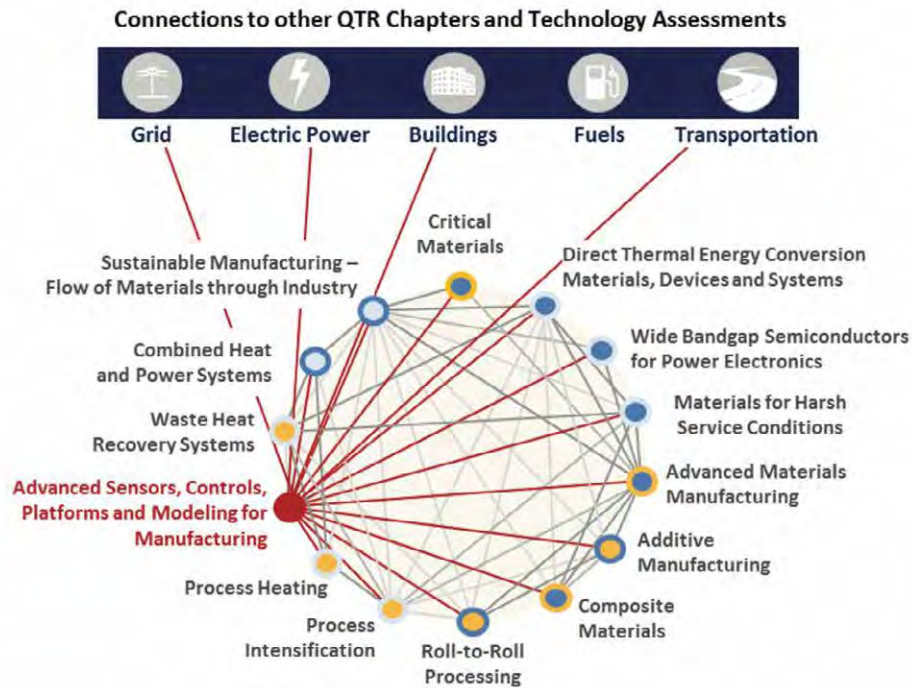 Connections to other QTR Chapters and Technology Assessments
Grid
Electric Power
Buildings
Fuels
Transportation
Critical
Materials
Sustainable Manufacturing –
Flow of Materials through Industry
Direct Thermal Energy Conversion
Materials, Devices and Systems
Combined Heat
and Power Systems
Wide Bandgap Semiconductors
for Power Electronics
Waste Heat
Recovery Systems
Materials for Harsh
Service Conditions
Advanced Sensors, Controls,
Platforms and Modeling for
Manufacturing
Advanced Materials
Manufacturing
Additive
Manufacturing
Process Heating
Composite
Materials
Process
Intensification
Roll-to-Roll
Processing